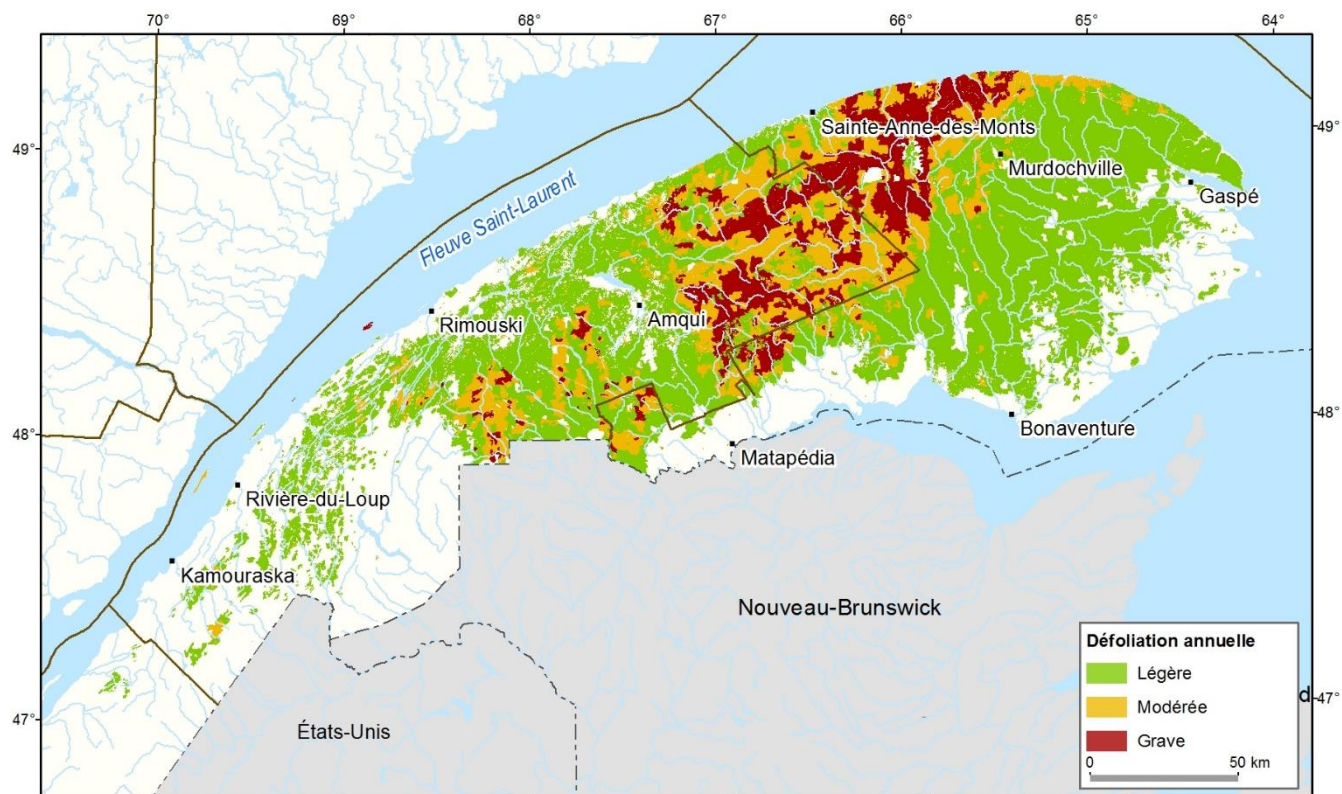 70° 69° 68° 67° 66° 65° 64°
49° 49°
Sainte-Anne-des-Monts
Murdochville
Gaspé
Fleuve Saint-Laurent
Rimouski
Amqui
48° 48°
Bonaventure
Matapédia
Rivière-du-Loup
Kamouraska
Nouveau-Brunswick
États-Unis
47° 47°
d
Défoliation annuelle
Légère
Modérée
Grave
0 50 km